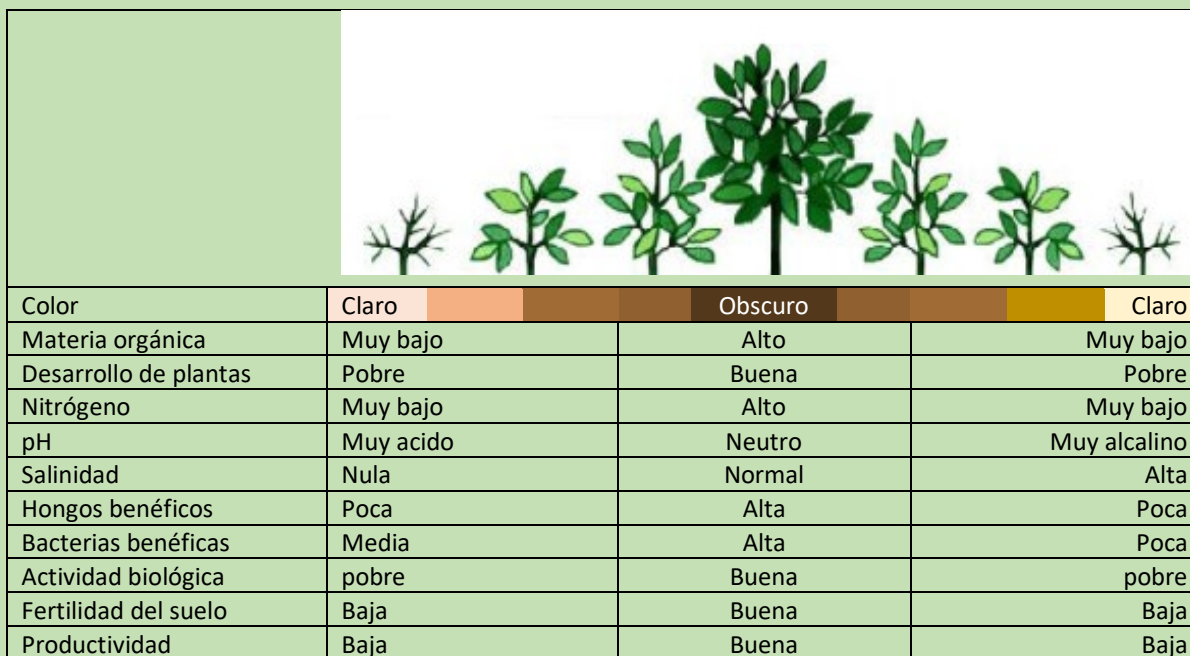 Color Claro Obscuro Claro
Materia orgánica Muy bajo Alto Muy bajo
Desarrollo de plantas Pobre Buena Pobre
Nitrógeno Muy bajo Alto Muy bajo
pH Muy acido Neutro Muy alcalino
Salinidad Nula Normal Alta
Hongos benéficos Poca Alta Poca
Bacterias benéficas Media Alta Poca
Actividad biológica pobre Buena pobre
Fertilidad del suelo Baja Buena Baja
Productividad Baja Buena Baja